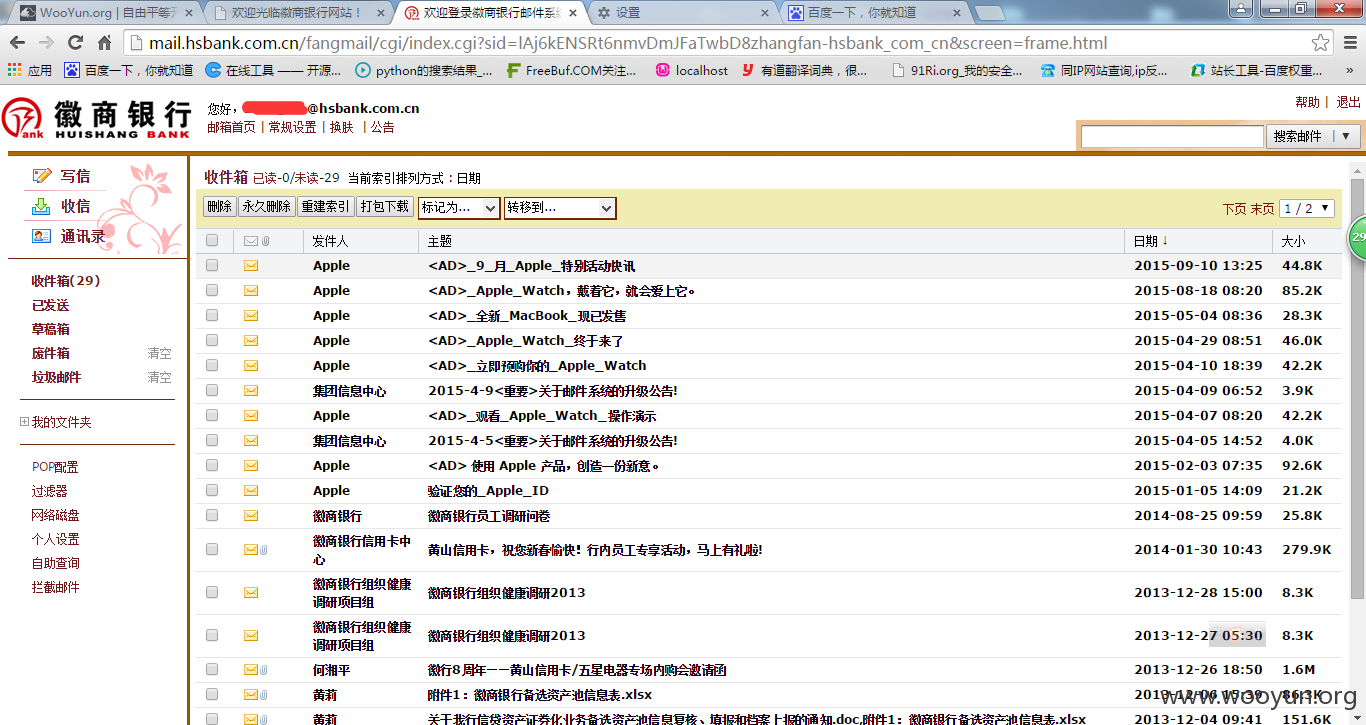 WooYun.org | 自由平等开
欢迎光临徽商银行网站！
欢迎登录徽商银行邮件系统
设置
百度一下，你就知道
mail.hsbank.com.cn/fangmail/cgi/index.cgi?sid=lAj6kENSRt6nmvDmJFaTwbD8zhangfan-hsbank_com_cn&screen=frame.html
应用 百度一下，你就知道 在线工具 —— 开源... python的搜索结果_... FreeBuf.COM关注... localhost 有道翻译词典，很... 91Ri.org_我的安全... 同IP网站查询,ip反... 站长工具-百度权重... »
徽商银行
HUISHANG BANK
ank
您好，
@hsbank.com.cn
邮箱首页 | 常规设置 | 换肤 | 公告
帮助 | 退出
搜索邮件 ▼
写信
收信
通讯录
收件箱(29)
已发送
草稿箱
废件箱 清空
垃圾邮件 清空
我的文件夹
POP配置
过滤器
网络磁盘
个人设置
自助查询
拦截邮件
收件箱 已读-0/未读-29 当前索引排列方式：日期
删除 永久删除 重建索引 打包下载 标记为... 转移到...
下页 末页 1 / 2 ▼
发件人 主题 日期 ↓ 大小
Apple <AD>_9_月_Apple_特别活动快讯 2015-09-10 13:25 44.8K
Apple <AD>_Apple_Watch，戴着它，就会爱上它。 2015-08-18 08:20 85.2K
Apple <AD>_全新_MacBook_现已发售 2015-05-04 08:36 28.3K
Apple <AD>_Apple_Watch_终于来了 2015-04-29 08:51 46.0K
Apple <AD>_立即预购你的_Apple_Watch 2015-04-10 18:39 42.2K
集团信息中心 2015-4-9<重要>关于邮件系统的升级公告! 2015-04-09 06:52 3.9K
Apple <AD>_观看_Apple_Watch_操作演示 2015-04-07 08:20 42.2K
集团信息中心 2015-4-5<重要>关于邮件系统的升级公告! 2015-04-05 14:52 4.0K
Apple <AD> 使用 Apple 产品，创造一份新意。 2015-02-03 07:35 92.6K
Apple 验证您的_Apple_ID 2015-01-05 14:09 21.2K
徽商银行 徽商银行员工调研问卷 2014-08-25 09:59 25.8K
徽商银行信用卡中心 黄山信用卡，祝您新春愉快！行内员工专享活动，马上有礼啦! 2014-01-30 10:43 279.9K
徽商银行组织健康调研项目组 徽商银行组织健康调研2013 2013-12-28 15:00 8.3K
徽商银行组织健康调研项目组 徽商银行组织健康调研2013 2013-12-27 05:30 8.3K
何湘平 徽行8周年——黄山信用卡/五星电器专场内购会邀请函 2013-12-26 18:50 1.6M
黄莉 附件1：徽商银行备选资产池信息表.xlsx 2013-12-06 15:39 86.3K
黄莉 关于我行信贷资产证券化业务备选资产池信息复核、填报和档案上报的通知.doc,附件1：徽商银行备选资产池信息表.xlsx 2013-12-04 09:41 151.6K
29
www.wooyun.org